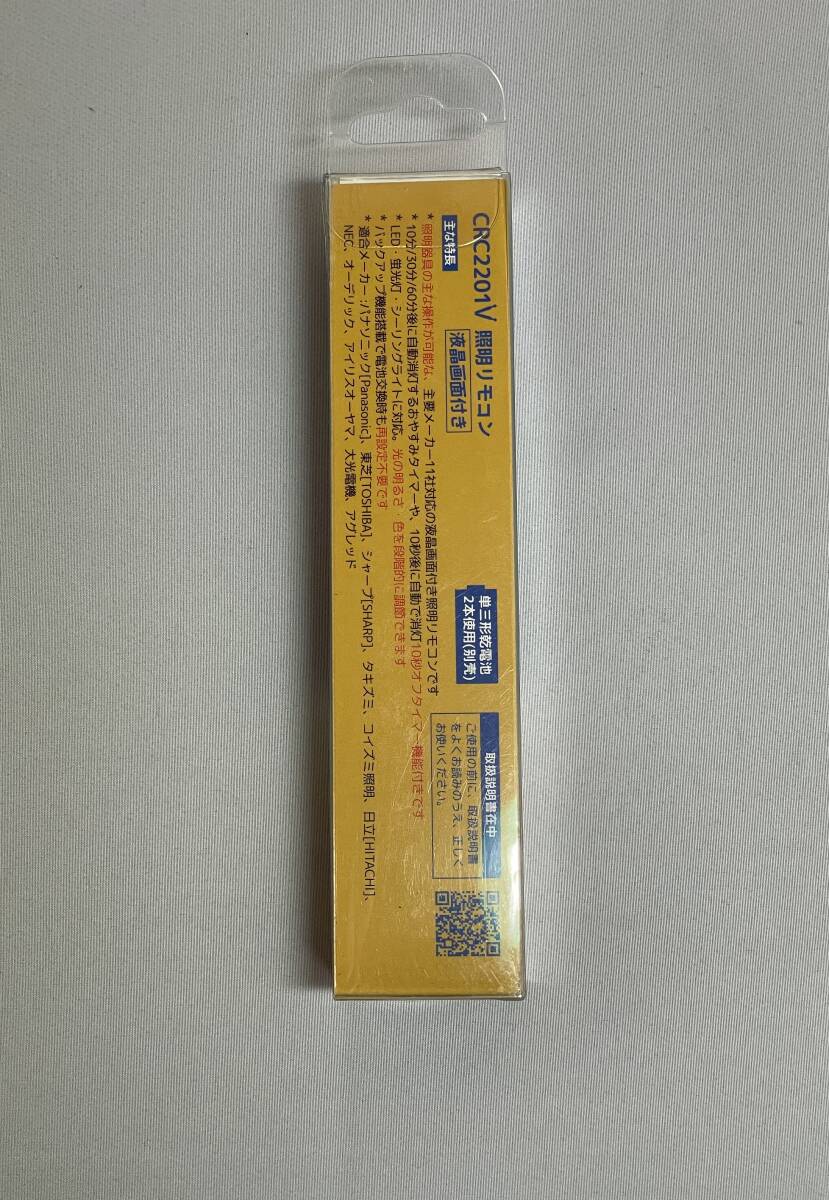 CRC2201V 照明リモコン
液晶画面付き
主な特長
* 照明器具の主な操作が可能な、主要メーカー11社対応の液晶画面付き照明リモコンです
* 10分/30分/60分後に自動消灯するおやすみタイマーや、10秒後に自動で消灯10秒オフタイマー機能付きです
* LED・蛍光灯・シーリングライトに対応。光の明るさ・色を段階的に調節できます
* バックアップ機能搭載で電池交換時も再設定不要です
* 適合メーカー:パナソニック[Panasonic]、東芝[TOSHIBA]、シャープ[SHARP]、タキズミ、コイズミ照明、日立[HITACHI]、
NEC、オーデリック、アイリスオーヤマ、大光電機、アグレッド
単三形乾電池
2本使用(別売)
取扱説明書在中
ご使用の前に、取扱説明書
をよくお読みのうえ、正しく
お使いください。